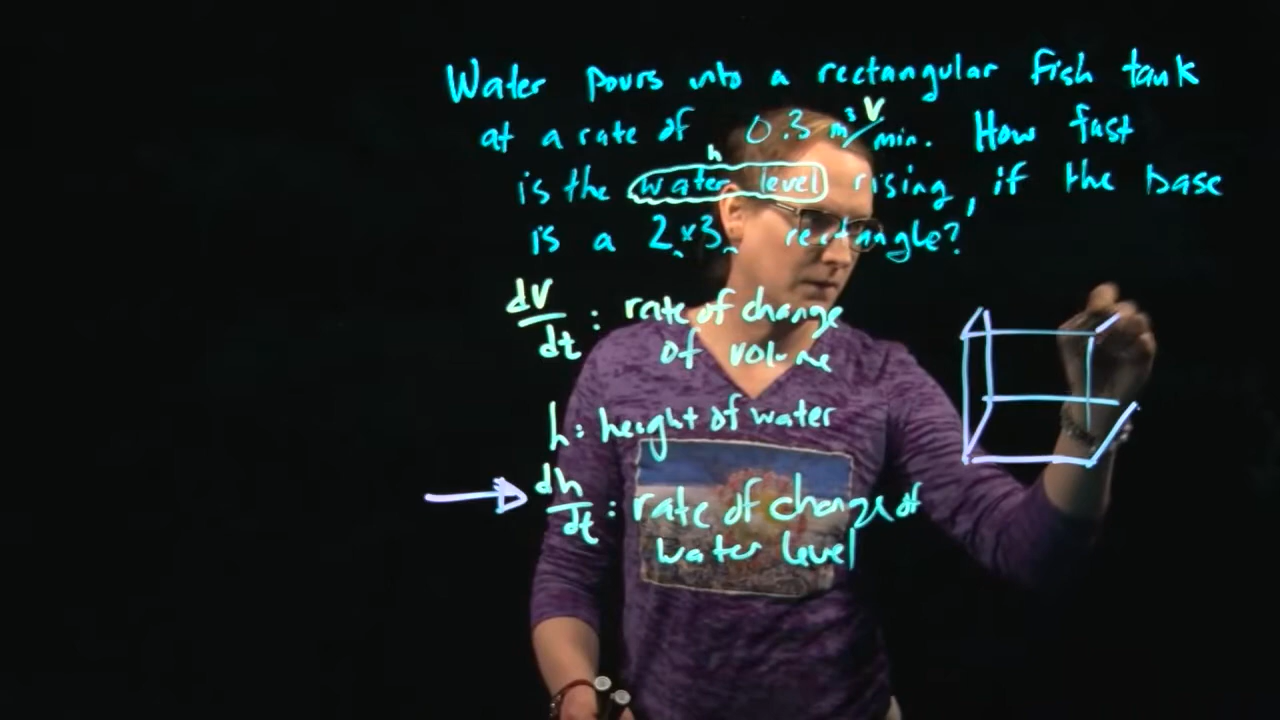 Water pours into a rectangular fish tank
at a rate of 0.3 m³/min. How fast
V
h
is the water level rising, if the base
is a 2 x 3 rectangle?
dV/dt : rate of change
of volume
h: height of water
dh/dt : rate of change of
water level